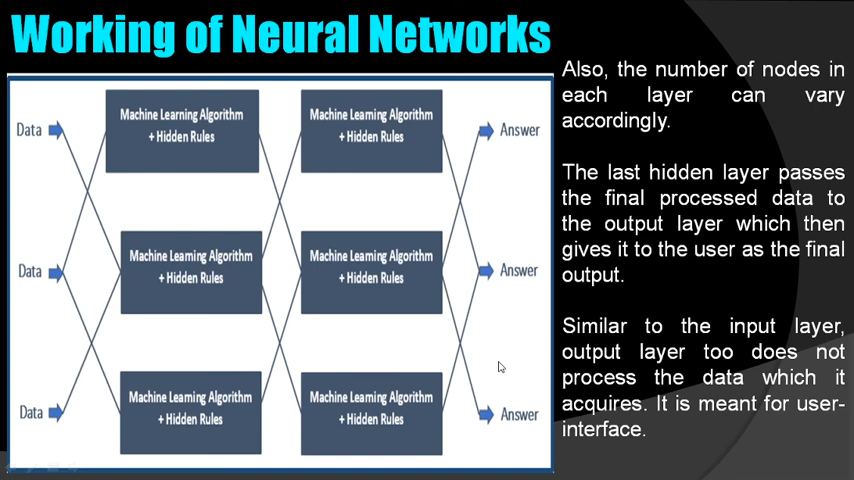 Working of Neural Networks
Data
Machine Learning Algorithm
+ Hidden Rules
Machine Learning Algorithm
+ Hidden Rules
Answer
Data
Machine Learning Algorithm
+ Hidden Rules
Machine Learning Algorithm
+ Hidden Rules
Answer
Data
Machine Learning Algorithm
+ Hidden Rules
Machine Learning Algorithm
+ Hidden Rules
Answer
Also, the number of nodes in
each layer can vary
accordingly.
The last hidden layer passes
the final processed data to
the output layer which then
gives it to the user as the final
output.
Similar to the input layer,
output layer too does not
process the data which it
acquires. It is meant for user-
interface.